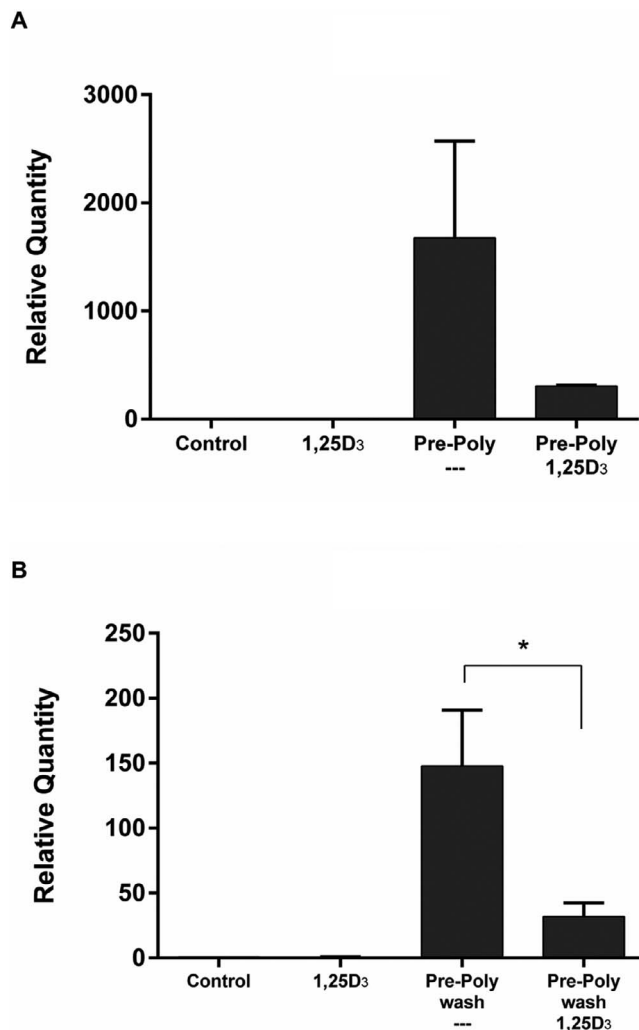 A
Relative Quantity
3000
2000
1000
0
Control 1,25D3 Pre-Poly Pre-Poly
--- 1,25D3
B
Relative Quantity
250
200
150
100
50
0
*
Control 1,25D3 Pre-Poly Pre-Poly
wash wash
--- 1,25D3